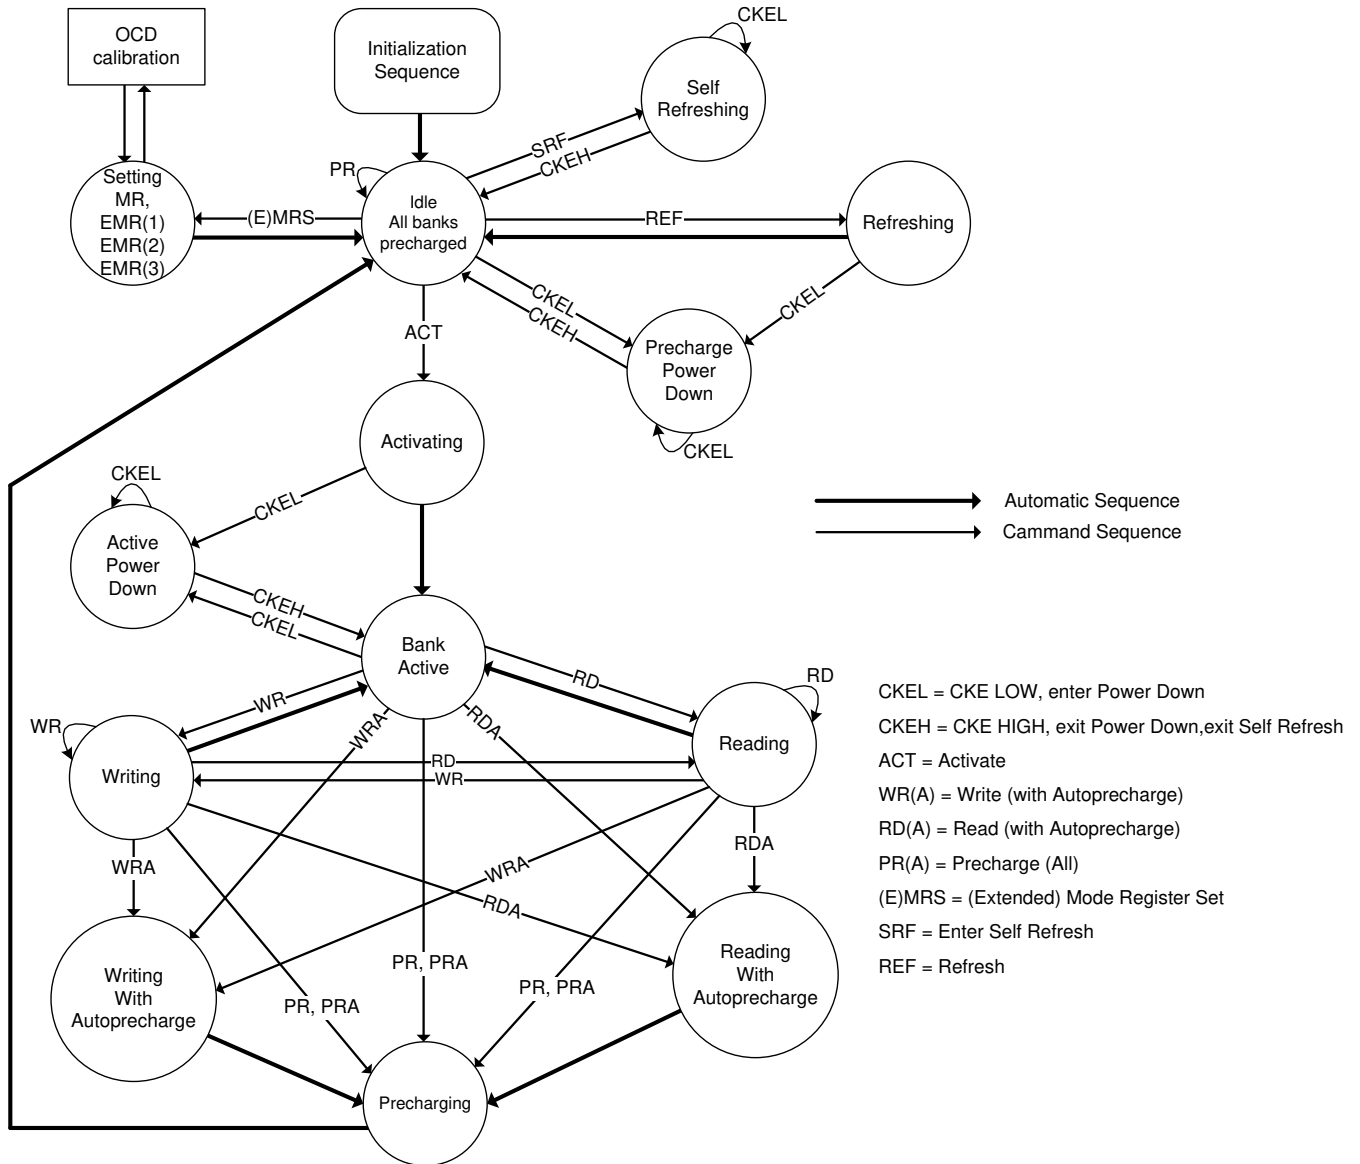 OCD
calibration
Initialization
Sequence
CKEL
Self
Refreshing
SRF
CKEH
PR
Setting
MR,
EMR(1)
EMR(2)
EMR(3)
(E)MRS
Idle
All banks
precharged
REF
Refreshing
CKEL
CKEH
CKEL
ACT
Precharge
Power
Down
CKEL
Activating
CKEL
CKEL
Active
Power
Down
Automatic Sequence
Cammand Sequence
CKEH
CKEL
Bank
Active
RD
RD
WR
WR
WRA
RDA
Writing
RD
WR
Reading
CKEL = CKE LOW, enter Power Down
CKEH = CKE HIGH, exit Power Down,exit Self Refresh
ACT = Activate
WR(A) = Write (with Autoprecharge)
RD(A) = Read (with Autoprecharge)
PR(A) = Precharge (All)
(E)MRS = (Extended) Mode Register Set
SRF = Enter Self Refresh
REF = Refresh
WRA
RDA
WRA
RDA
PR, PRA
PR, PRA
PR, PRA
Writing
With
Autoprecharge
Reading
With
Autoprecharge
Precharging